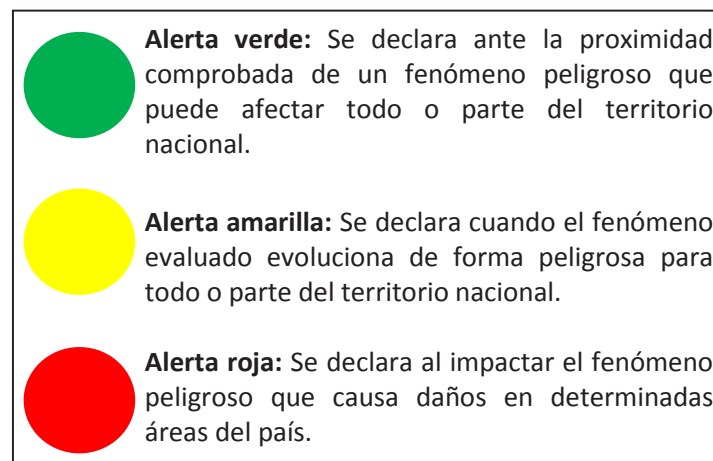 Alerta verde: Se declara ante la proximidad
comprobada de un fenómeno peligroso que
puede afectar todo o parte del territorio
nacional.
Alerta amarilla: Se declara cuando el fenómeno
evaluado evoluciona de forma peligrosa para
todo o parte del territorio nacional.
Alerta roja: Se declara al impactar el fenómeno
peligroso que causa daños en determinadas
áreas del país.